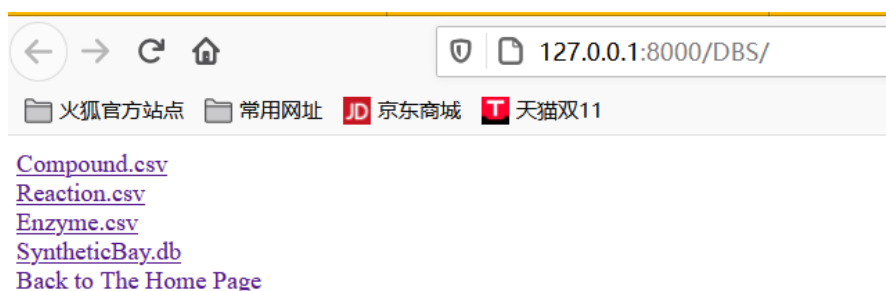 127.0.0.1:8000/DBS/
火狐官方站点 常用网址 JD 京东商城 T 天猫双11
Compound.csv
Reaction.csv
Enzyme.csv
SyntheticBay.db
Back to The Home Page